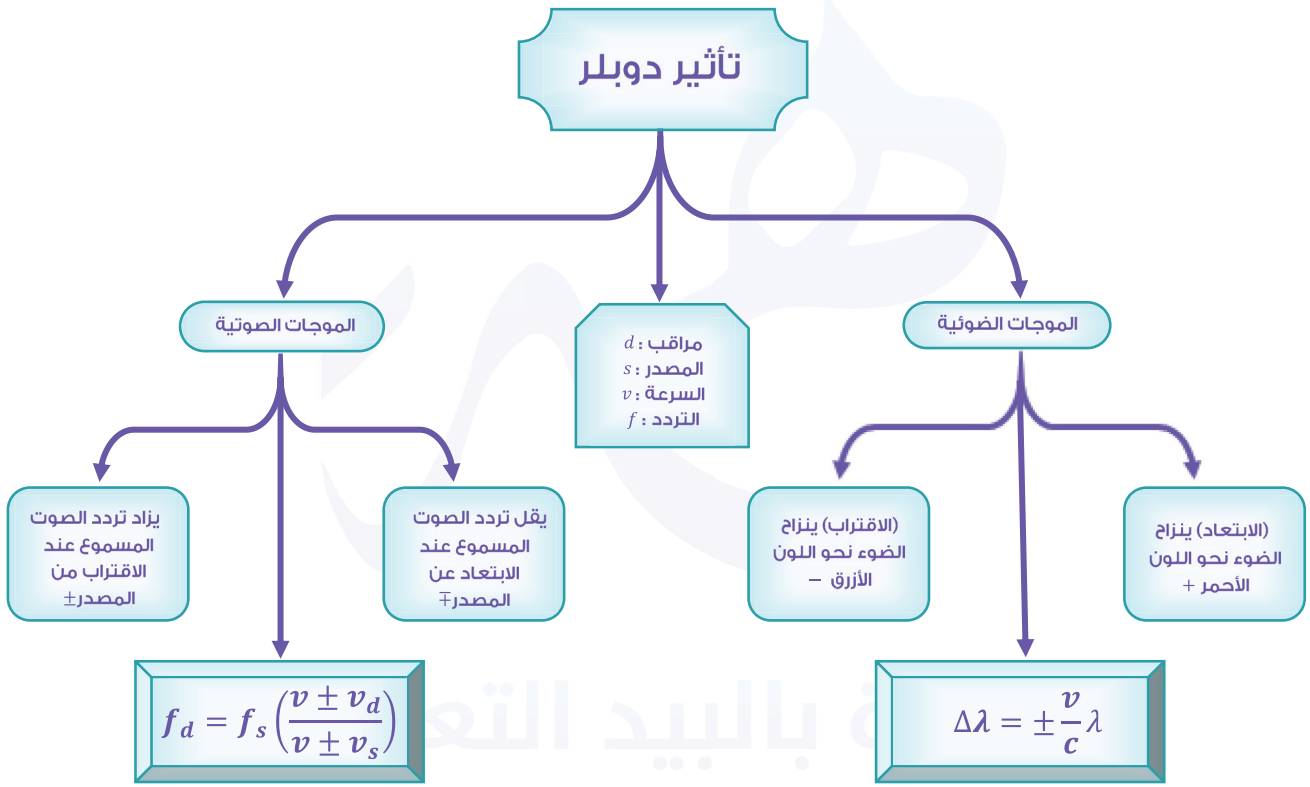 تأثير دوبلر
الموجات الضوئية
(الابتعاد) ينزاح
الضوء نحو اللون
الأحمر +
(الاقتراب) ينزاح
الضوء نحو اللون
الأزرق −
Δλ = ± v/c λ
مراقب : d
المصدر : s
السرعة : v
التردد : f
الموجات الصوتية
يقل تردد الصوت
المسموع عند
الابتعاد عن
المصدر∓
يزاد تردد الصوت
المسموع عند
الاقتراب من
المصدر±
f_d = f_s ((v ± v_d)/(v ± v_s))